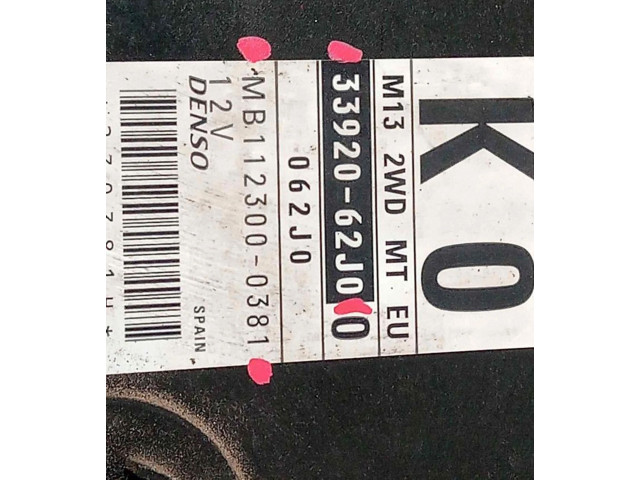 K0
M13 2WD MT EU
33920-62J00
062J0
MB112300-0381
12V
DENSO SPAIN